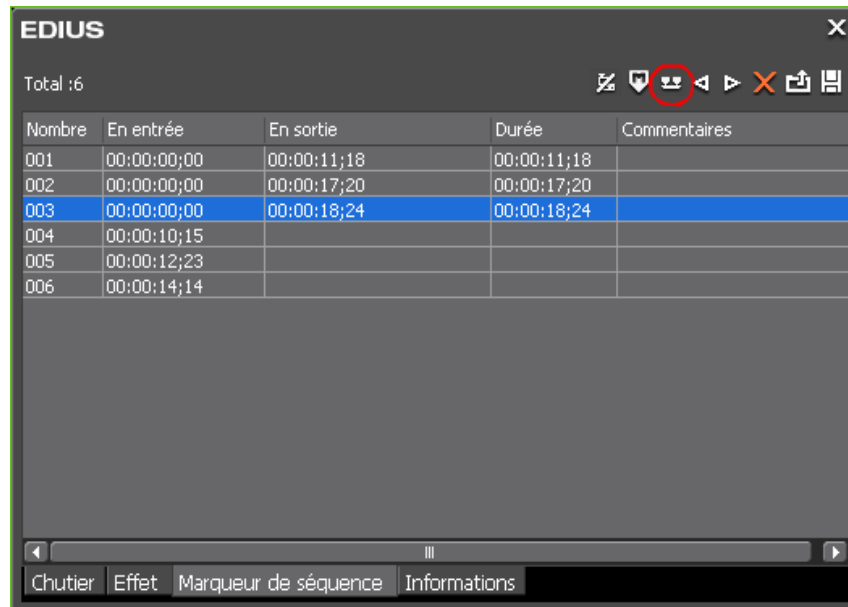 EDIUS
Total :6
Nombre En entrée En sortie Durée Commentaires
001 00:00:00;00 00:00:11;18 00:00:11;18
002 00:00:00;00 00:00:17;20 00:00:17;20
003 00:00:00;00 00:00:18;24 00:00:18;24
004 00:00:10;15
005 00:00:12;23
006 00:00:14;14
Chutier Effet Marqueur de séquence Informations